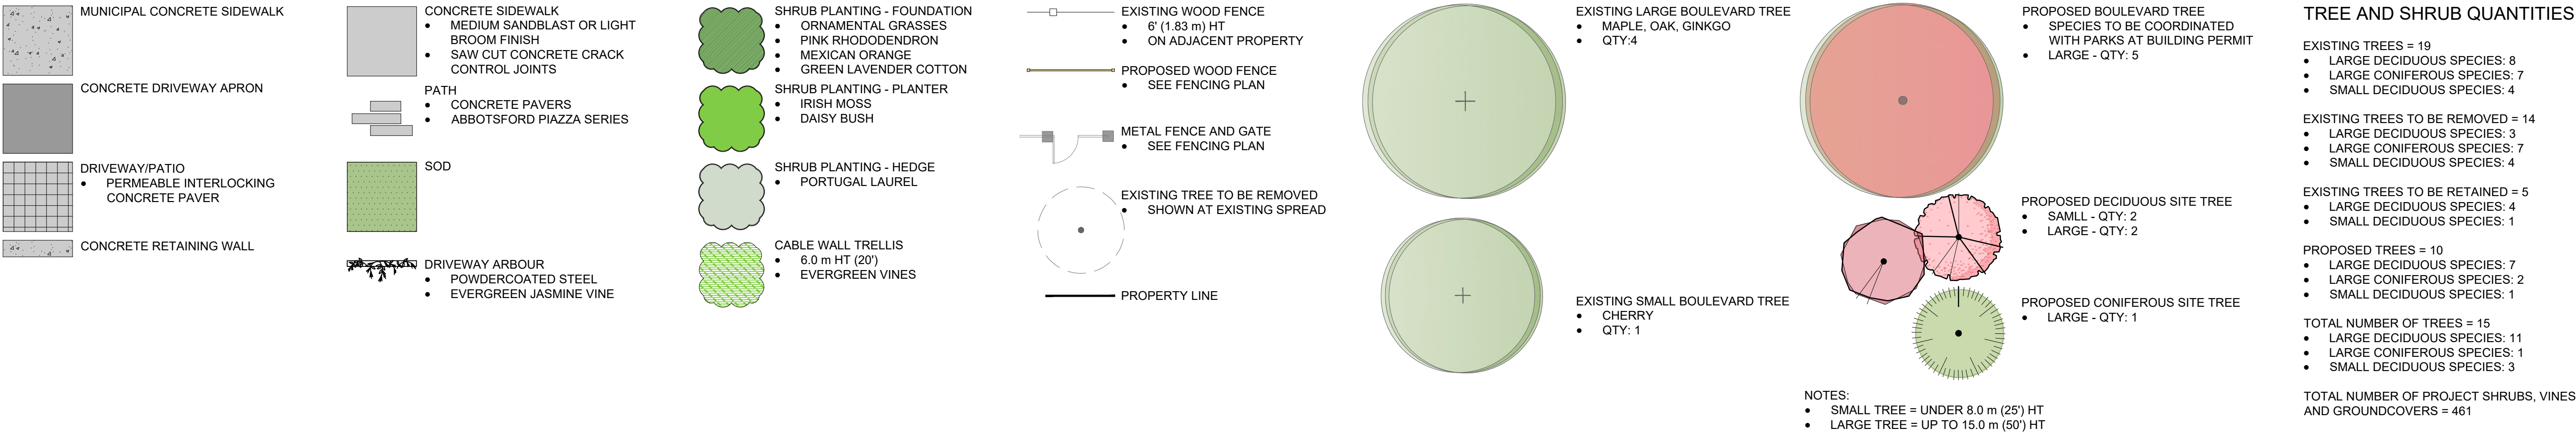 MUNICIPAL CONCRETE SIDEWALK
CONCRETE DRIVEWAY APRON
DRIVEWAY/PATIO
● PERMEABLE INTERLOCKING
CONCRETE PAVER
CONCRETE RETAINING WALL
CONCRETE SIDEWALK
● MEDIUM SANDBLAST OR LIGHT
BROOM FINISH
● SAW CUT CONCRETE CRACK
CONTROL JOINTS
PATH
● CONCRETE PAVERS
● ABBOTSFORD PIAZZA SERIES
SOD
DRIVEWAY ARBOUR
● POWDERCOATED STEEL
● EVERGREEN JASMINE VINE
SHRUB PLANTING - FOUNDATION
● ORNAMENTAL GRASSES
● PINK RHODODENDRON
● MEXICAN ORANGE
● GREEN LAVENDER COTTON
SHRUB PLANTING - PLANTER
● IRISH MOSS
● DAISY BUSH
SHRUB PLANTING - HEDGE
● PORTUGAL LAUREL
CABLE WALL TRELLIS
● 6.0 m HT (20')
● EVERGREEN VINES
EXISTING WOOD FENCE
● 6' (1.83 m) HT
● ON ADJACENT PROPERTY
PROPOSED WOOD FENCE
● SEE FENCING PLAN
METAL FENCE AND GATE
● SEE FENCING PLAN
EXISTING TREE TO BE REMOVED
● SHOWN AT EXISTING SPREAD
PROPERTY LINE
EXISTING LARGE BOULEVARD TREE
● MAPLE, OAK, GINKGO
● QTY:4
EXISTING SMALL BOULEVARD TREE
● CHERRY
● QTY: 1
PROPOSED BOULEVARD TREE
● SPECIES TO BE COORDINATED
WITH PARKS AT BUILDING PERMIT
● LARGE - QTY: 5
PROPOSED DECIDUOUS SITE TREE
● SAMLL - QTY: 2
● LARGE - QTY: 2
PROPOSED CONIFEROUS SITE TREE
● LARGE - QTY: 1
NOTES:
● SMALL TREE = UNDER 8.0 m (25') HT
● LARGE TREE = UP TO 15.0 m (50') HT
TREE AND SHRUB QUANTITIES
EXISTING TREES = 19
● LARGE DECIDUOUS SPECIES: 8
● LARGE CONIFEROUS SPECIES: 7
● SMALL DECIDUOUS SPECIES: 4
EXISTING TREES TO BE REMOVED = 14
● LARGE DECIDUOUS SPECIES: 3
● LARGE CONIFEROUS SPECIES: 7
● SMALL DECIDUOUS SPECIES: 4
EXISTING TREES TO BE RETAINED = 5
● LARGE DECIDUOUS SPECIES: 4
● SMALL DECIDUOUS SPECIES: 1
PROPOSED TREES = 10
● LARGE DECIDUOUS SPECIES: 7
● LARGE CONIFEROUS SPECIES: 2
● SMALL DECIDUOUS SPECIES: 1
TOTAL NUMBER OF TREES = 15
● LARGE DECIDUOUS SPECIES: 11
● LARGE CONIFEROUS SPECIES: 1
● SMALL DECIDUOUS SPECIES: 3
TOTAL NUMBER OF PROJECT SHRUBS, VINES
AND GROUNDCOVERS = 461